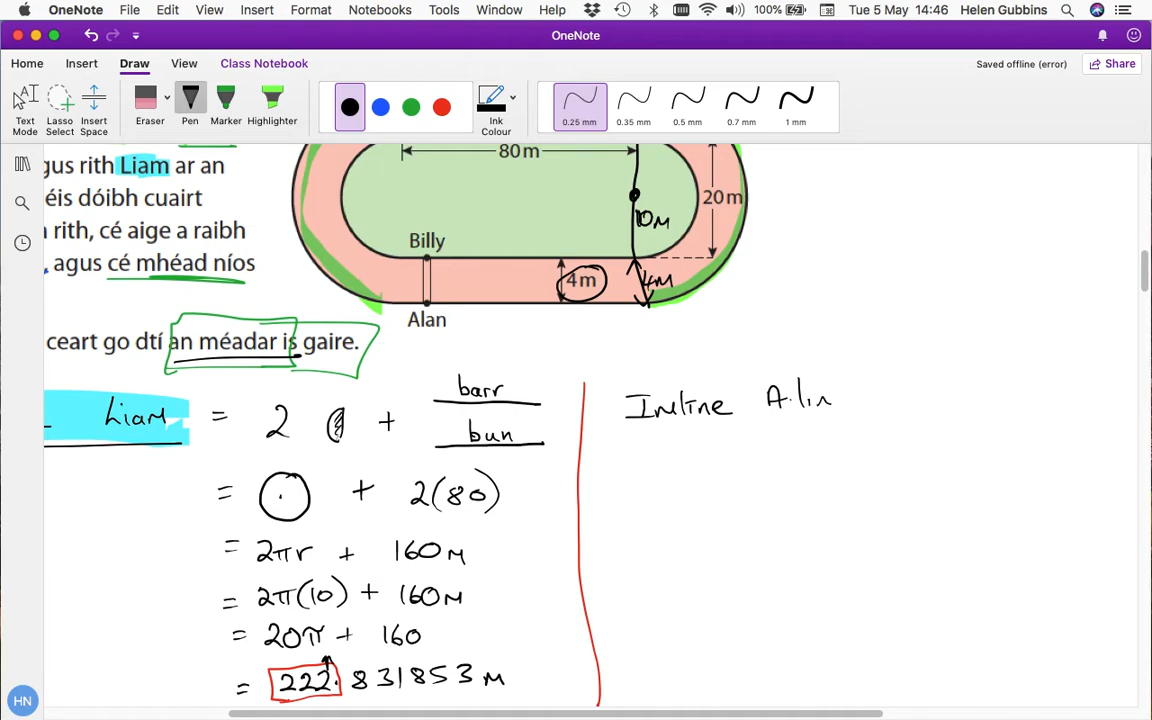 OneNote File Edit View Insert Format Notebooks Tools Window Help 100% Tue 5 May 14:46 Helen Gubbins
OneNote
Home Insert Draw View Class Notebook Saved offline (error) Share
Text Mode Lasso Select Insert Space Eraser Pen Marker Highlighter Ink Colour 0.25 mm 0.35 mm 0.5 mm 0.7 mm 1 mm
80 m
gus rith Liam ar an
20 m
éis dóibh cuairt
10m
rith, cé aige a raibh
Billy
agus cé mhéad níos
4 m 4m
Alan
ceart go dtí an méadar is gaire.
Liam = 2 + barr
bun
= + 2(80)
= 2πr + 160m
= 2π(10) + 160m
= 20π + 160
= 222.831853 m
Imlíne
HN